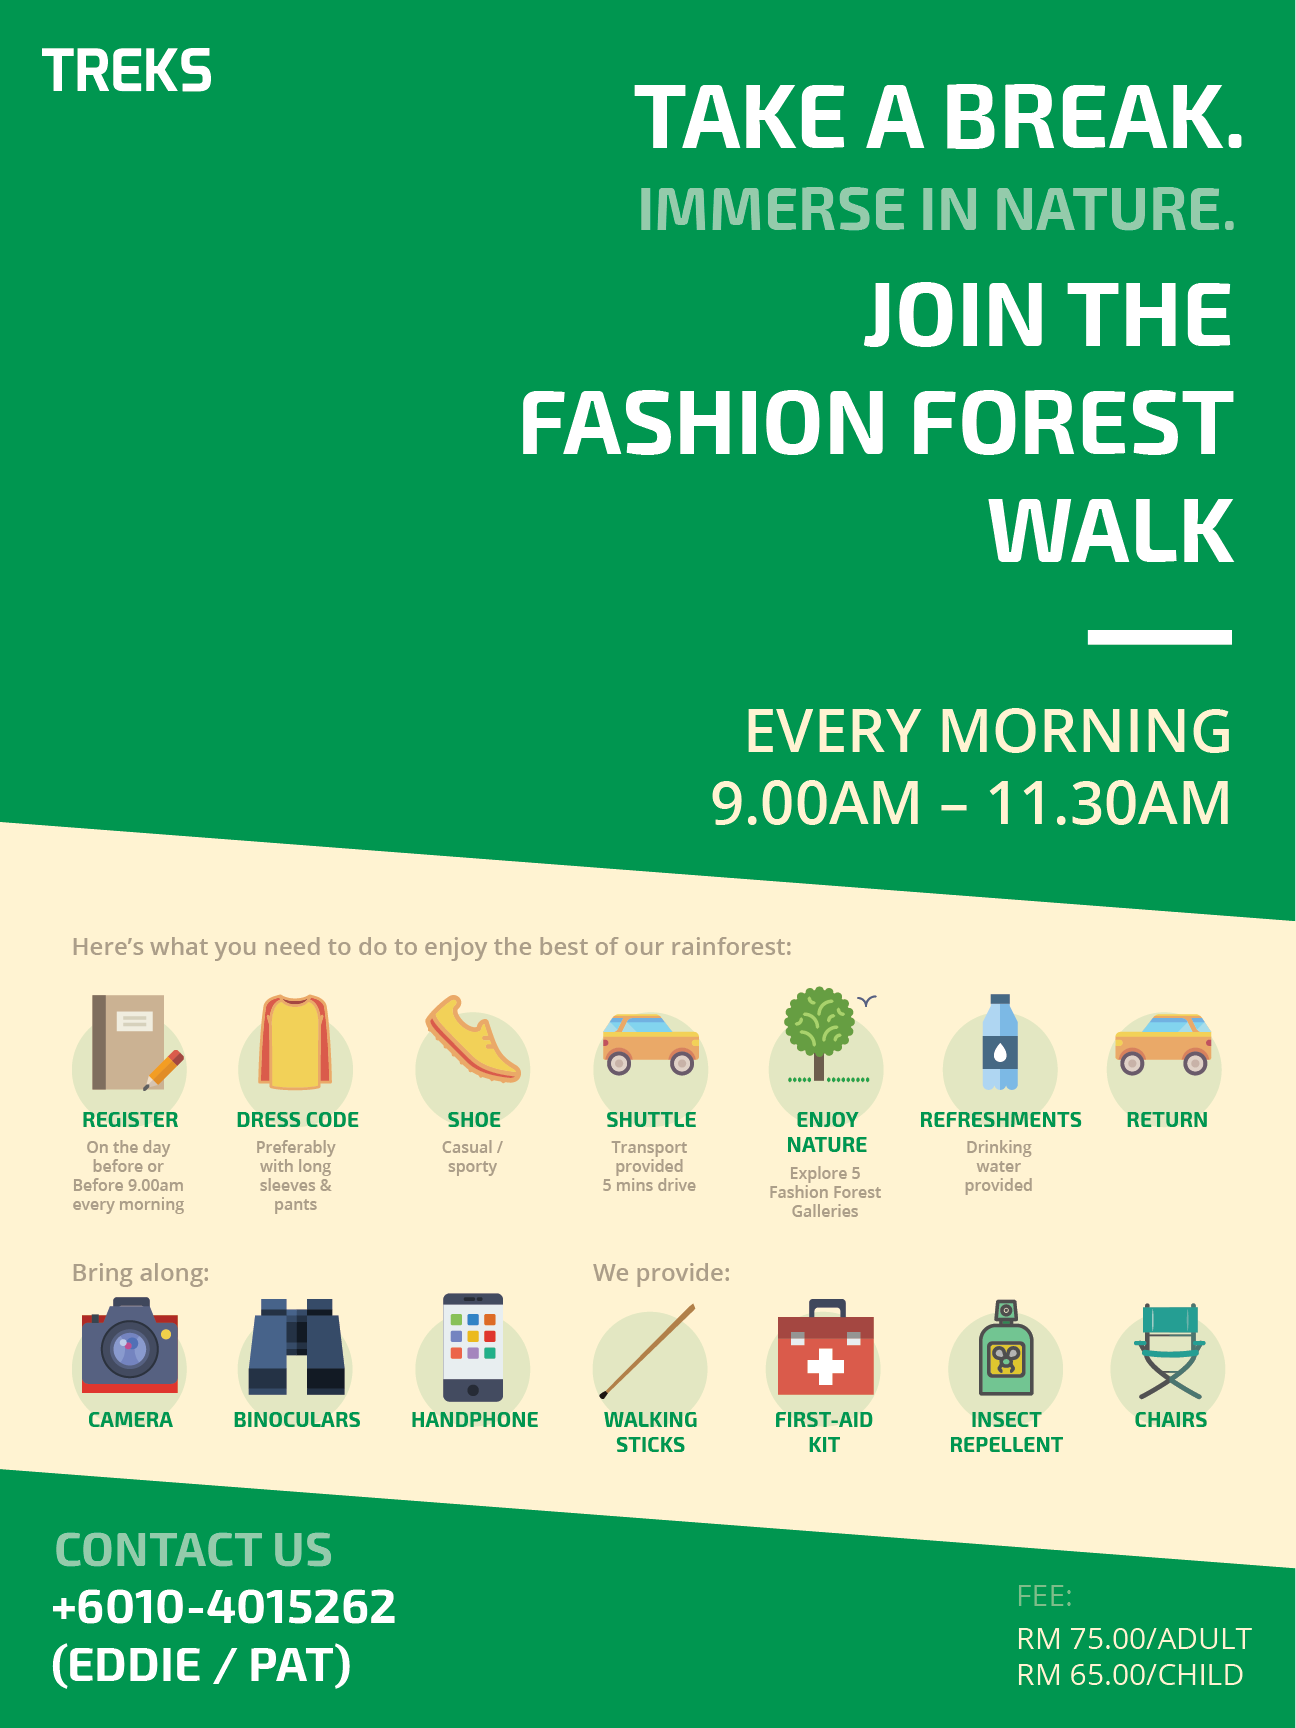 TREKS
TAKE A BREAK.
IMMERSE IN NATURE.
JOIN THE
FASHION FOREST
WALK
EVERY MORNING
9.00AM – 11.30AM
Here's what you need to do to enjoy the best of our rainforest:
REGISTER
On the day
before or
Before 9.00am
every morning
DRESS CODE
Preferably
with long
sleeves &
pants
SHOE
Casual /
sporty
SHUTTLE
Transport
provided
5 mins drive
ENJOY
NATURE
Explore 5
Fashion Forest
Galleries
REFRESHMENTS
Drinking
water
provided
RETURN
Bring along:
CAMERA
BINOCULARS
HANDPHONE
We provide:
WALKING
STICKS
FIRST-AID
KIT
INSECT
REPELLENT
CHAIRS
CONTACT US
+6010-4015262
(EDDIE / PAT)
FEE:
RM 75.00/ADULT
RM 65.00/CHILD